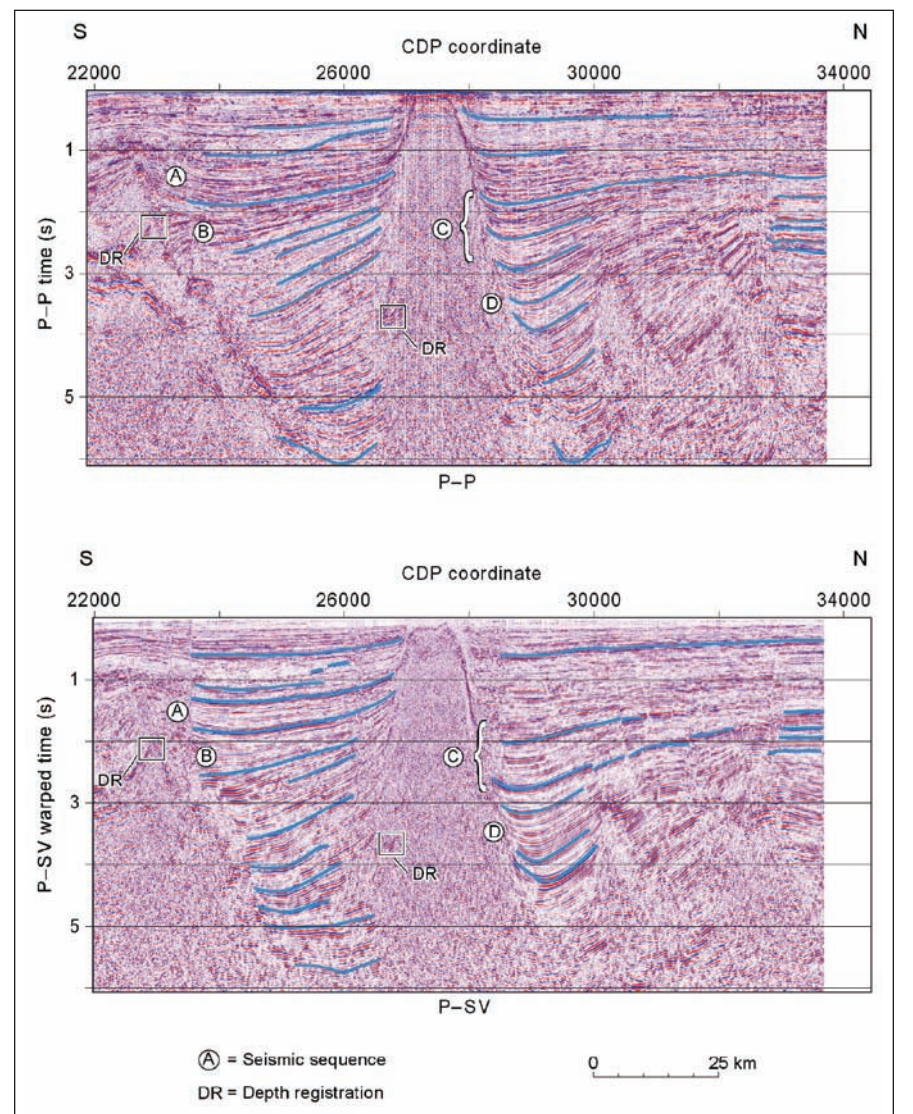 S N
CDP coordinate
22000 26000 30000 34000
1
A
B
C
DR
P–P time (s)
3
D
DR
5
P–P
S N
CDP coordinate
22000 26000 30000 34000
1
A
B
C
DR
P–SV warped time (s)
3
D
DR
5
P–SV
A = Seismic sequence
0 25 km
DR = Depth registration